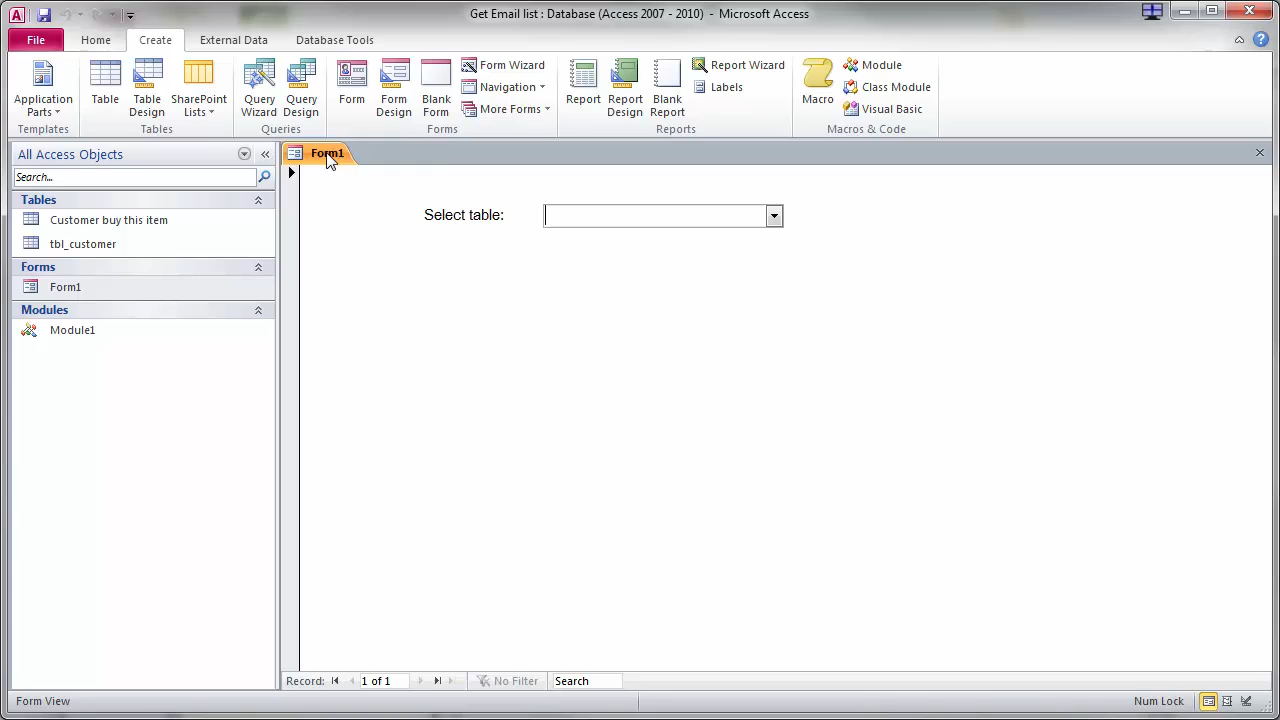 Get Email list : Database (Access 2007 - 2010) - Microsoft Access
File Home Create External Data Database Tools
Application Parts
Table
Table Design
SharePoint Lists
Query Wizard
Query Design
Form
Form Design
Blank Form
Form Wizard
Navigation
More Forms
Report
Report Design
Blank Report
Report Wizard
Labels
Macro
Module
Class Module
Visual Basic
Templates Tables Queries Forms Reports Macros & Code
All Access Objects
Search...
Tables
Customer buy this item
tbl_customer
Forms
Form1
Modules
Module1
Form1
Select table:
Record: 1 of 1 No Filter Search
Form View Num Lock